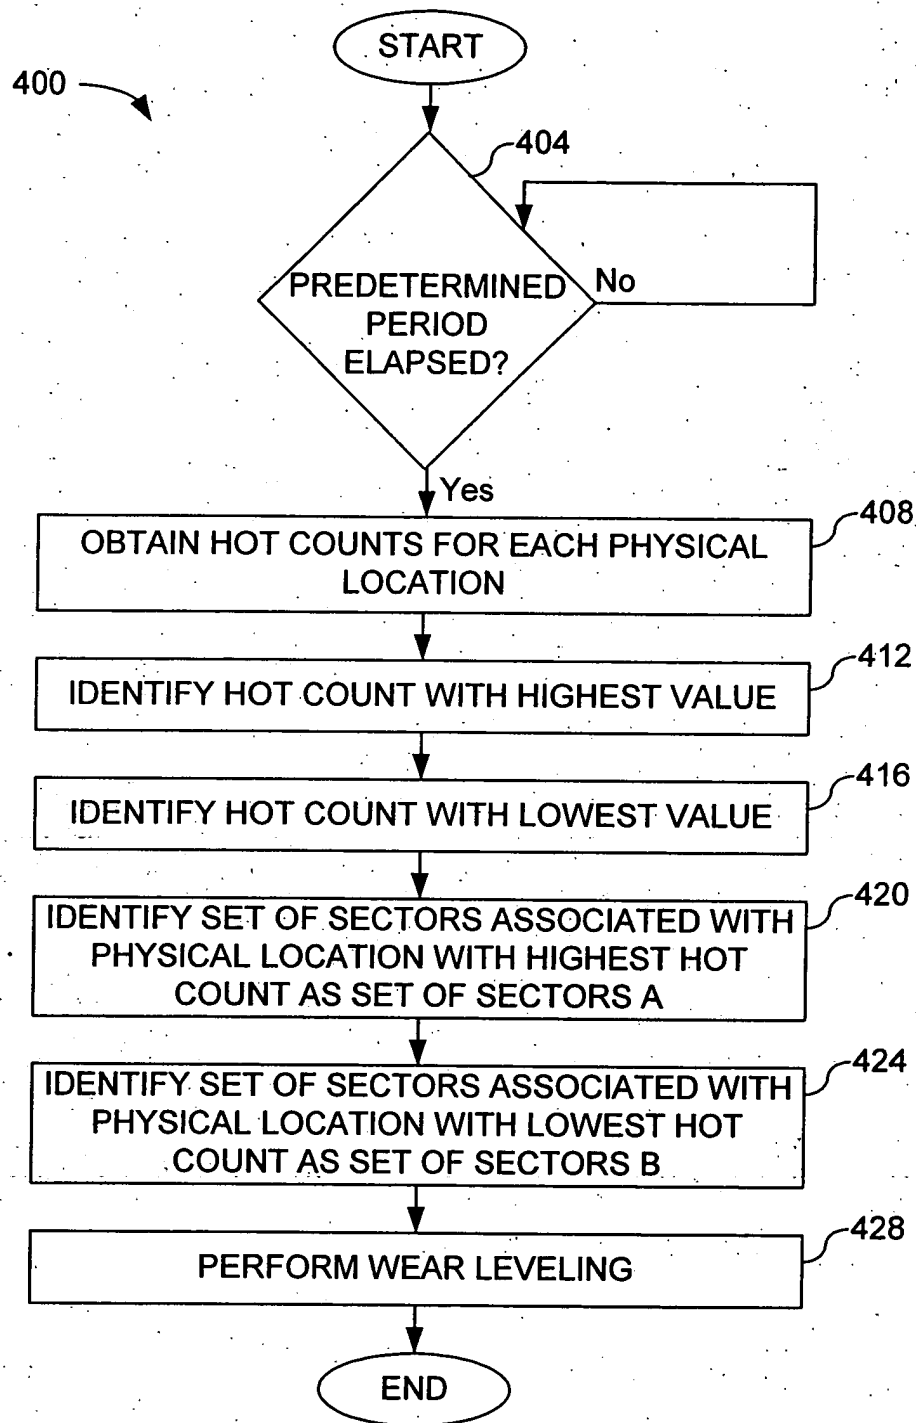 START
400
404
PREDETERMINED
PERIOD
ELAPSED?
No
Yes
408
OBTAIN HOT COUNTS FOR EACH PHYSICAL
LOCATION
412
IDENTIFY HOT COUNT WITH HIGHEST VALUE
416
IDENTIFY HOT COUNT WITH LOWEST VALUE
420
IDENTIFY SET OF SECTORS ASSOCIATED WITH
PHYSICAL LOCATION WITH HIGHEST HOT
COUNT AS SET OF SECTORS A
424
IDENTIFY SET OF SECTORS ASSOCIATED WITH
PHYSICAL LOCATION WITH LOWEST HOT
COUNT AS SET OF SECTORS B
428
PERFORM WEAR LEVELING
END